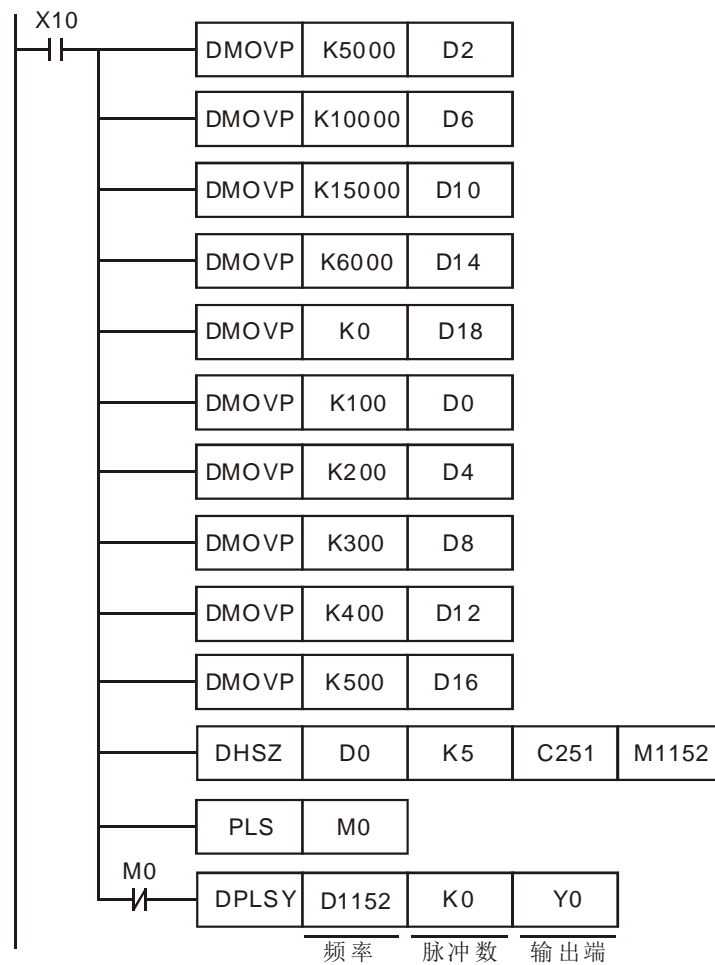 X10
DMOVP K5000 D2
DMOVP K10000 D6
DMOVP K15000 D10
DMOVP K6000 D14
DMOVP K0 D18
DMOVP K100 D0
DMOVP K200 D4
DMOVP K300 D8
DMOVP K400 D12
DMOVP K500 D16
DHSZ D0 K5 C251 M1152
PLS M0
M0
DPLSY D1152 K0 Y0
频率 脉冲数 输出端